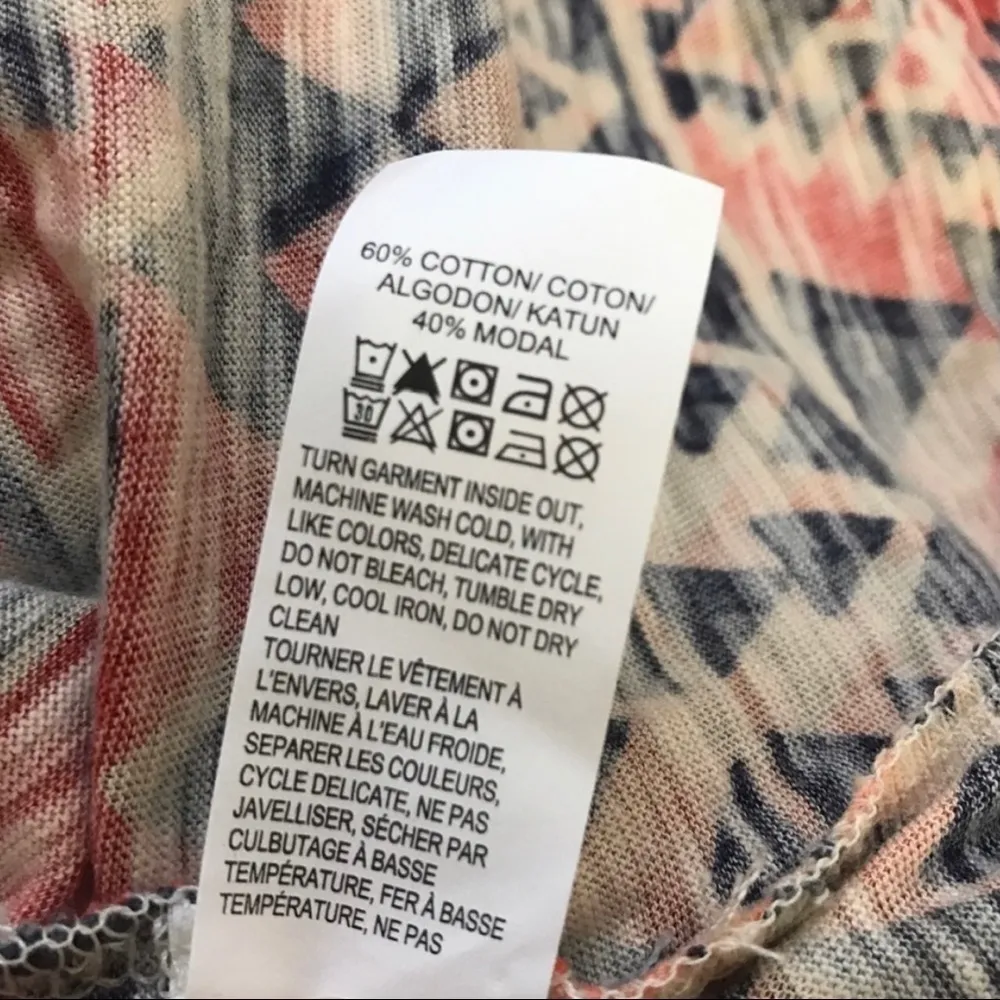 60% COTTON/ COTON/
ALGODON/ KATUN
40% MODAL
30
TURN GARMENT INSIDE OUT,
MACHINE WASH COLD, WITH
LIKE COLORS, DELICATE CYCLE,
DO NOT BLEACH, TUMBLE DRY
LOW, COOL IRON, DO NOT DRY
CLEAN
TOURNER LE VÊTEMENT À
L'ENVERS, LAVER À LA
MACHINE À L'EAU FROIDE,
SEPARER LES COULEURS,
CYCLE DELICATE, NE PAS
JAVELLISER, SÉCHER PAR
CULBUTAGE À BASSE
TEMPÉRATURE, FER À BASSE
TEMPÉRATURE, NE PAS